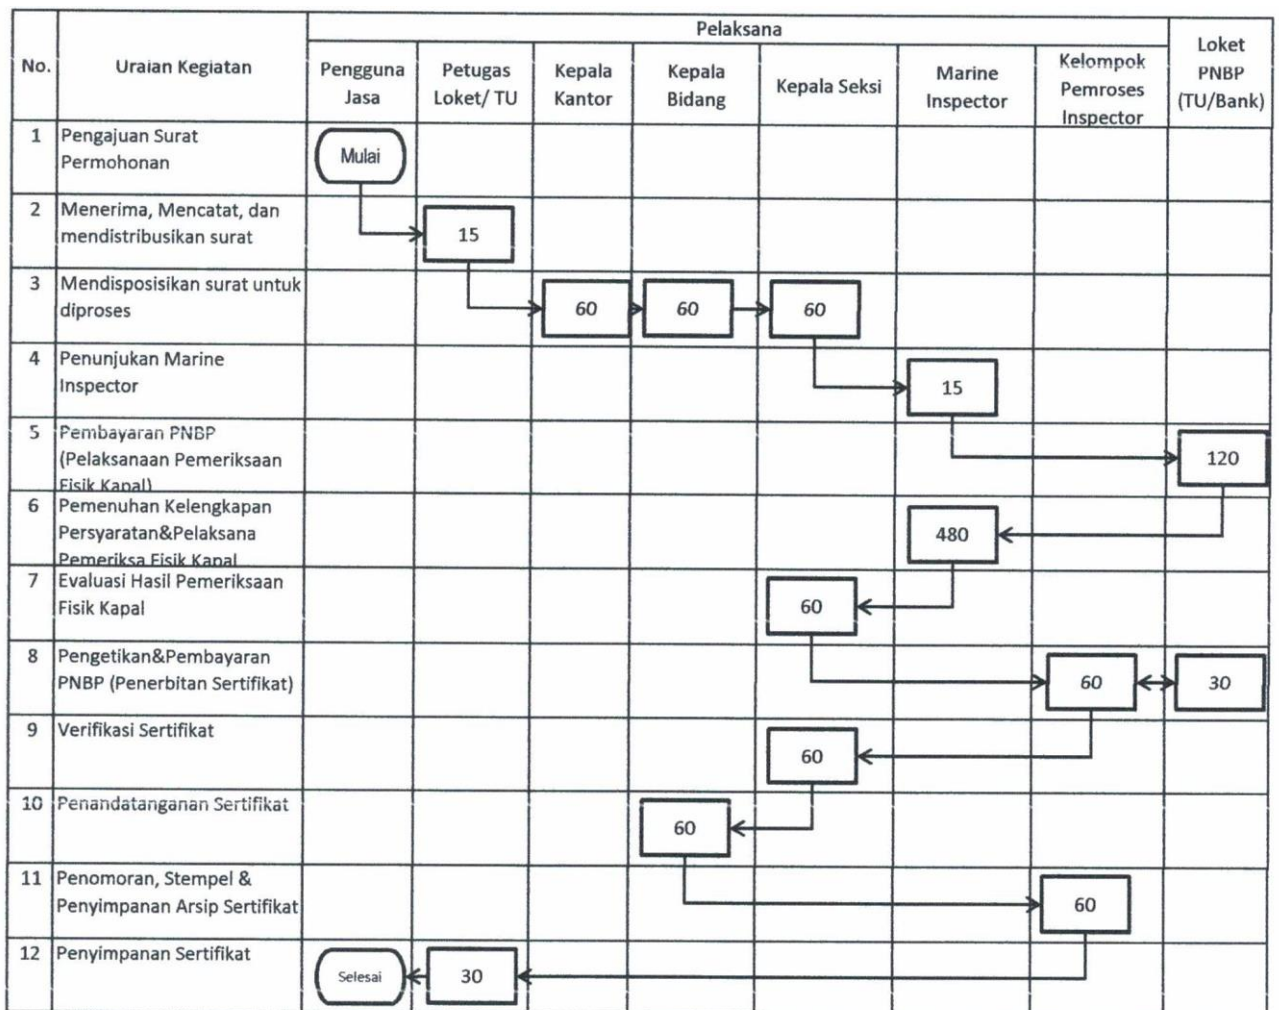 Pelaksana
No.
Uraian Kegiatan
Pengguna
Jasa
Petugas
Loket/ TU
Kepala
Kantor
Kepala
Bidang
Kepala Seksi
Marine
Inspector
Kelompok
Pemroses
Inspector
Loket
PNBP
(TU/Bank)
1
Pengajuan Surat
Permohonan
Mulai
2
Menerima, Mencatat, dan
mendistribusikan surat
15
3
Mendisposisikan surat untuk
diproses
60
60
60
4
Penunjukan Marine
Inspector
15
5
Pembayaran PNBP
(Pelaksanaan Pemeriksaan
Fisik Kapal)
120
6
Pemenuhan Kelengkapan
Persyaratan&Pelaksana
Pemeriksa Fisik Kapal
480
7
Evaluasi Hasil Pemeriksaan
Fisik Kapal
60
8
Pengetikan&Pembayaran
PNBP (Penerbitan Sertifikat)
60
30
9
Verifikasi Sertifikat
60
10
Penandatanganan Sertifikat
60
11
Penomoran, Stempel &
Penyimpanan Arsip Sertifikat
60
12
Penyimpanan Sertifikat
Selesai
30